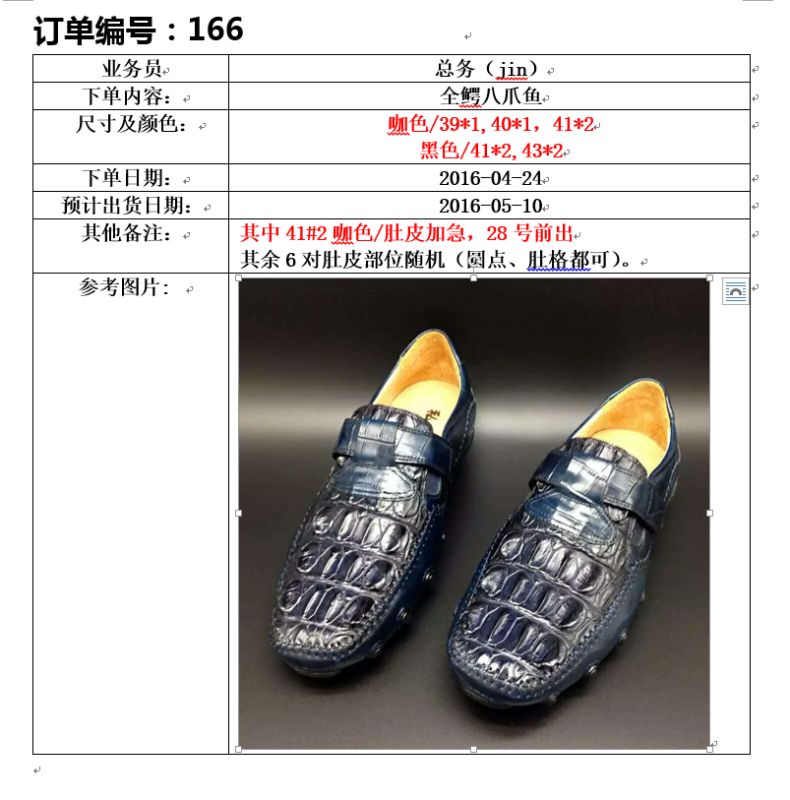 订单编号：166
业务员 总务（jin）
下单内容： 全鳄八爪鱼
尺寸及颜色： 咖色/39*1,40*1，41*2
黑色/41*2,43*2
下单日期： 2016-04-24
预计出货日期： 2016-05-10
其他备注： 其中 41#2 咖色/肚皮加急，28 号前出
其余 6 对肚皮部位随机（圆点、肚格都可）。
参考图片：